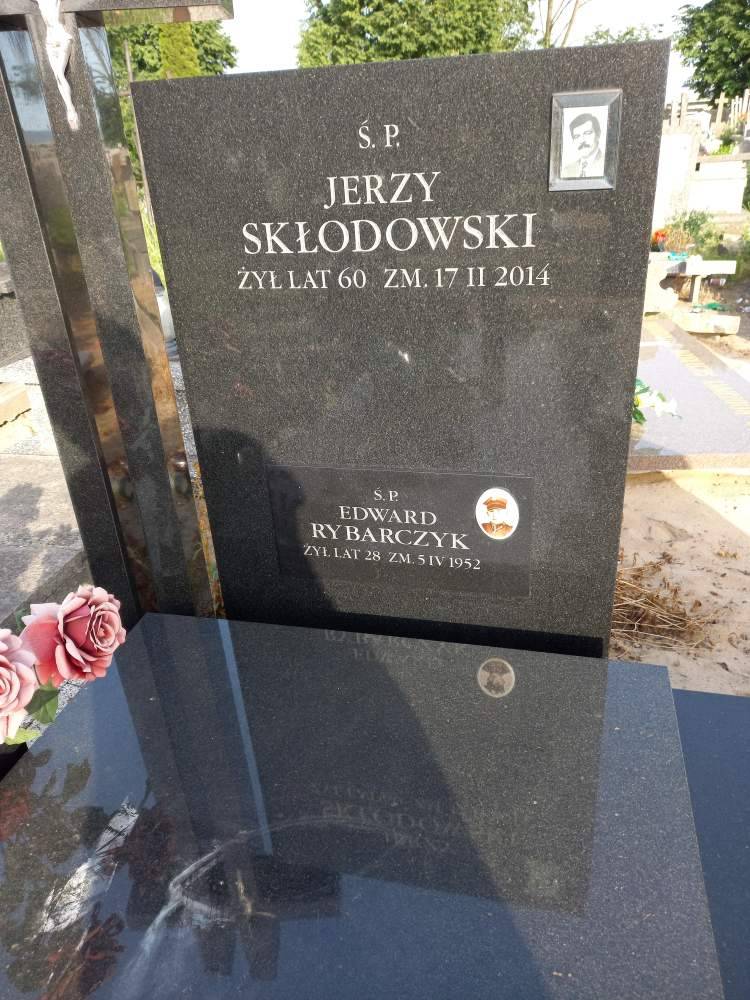 Ś. P.
JERZY
SKŁODOWSKI
ŻYŁ LAT 60 ZM. 17 II 2014
Ś. P.
EDWARD
RYBARCZYK
ŻYŁ LAT 28 ZM. 5 IV 1952